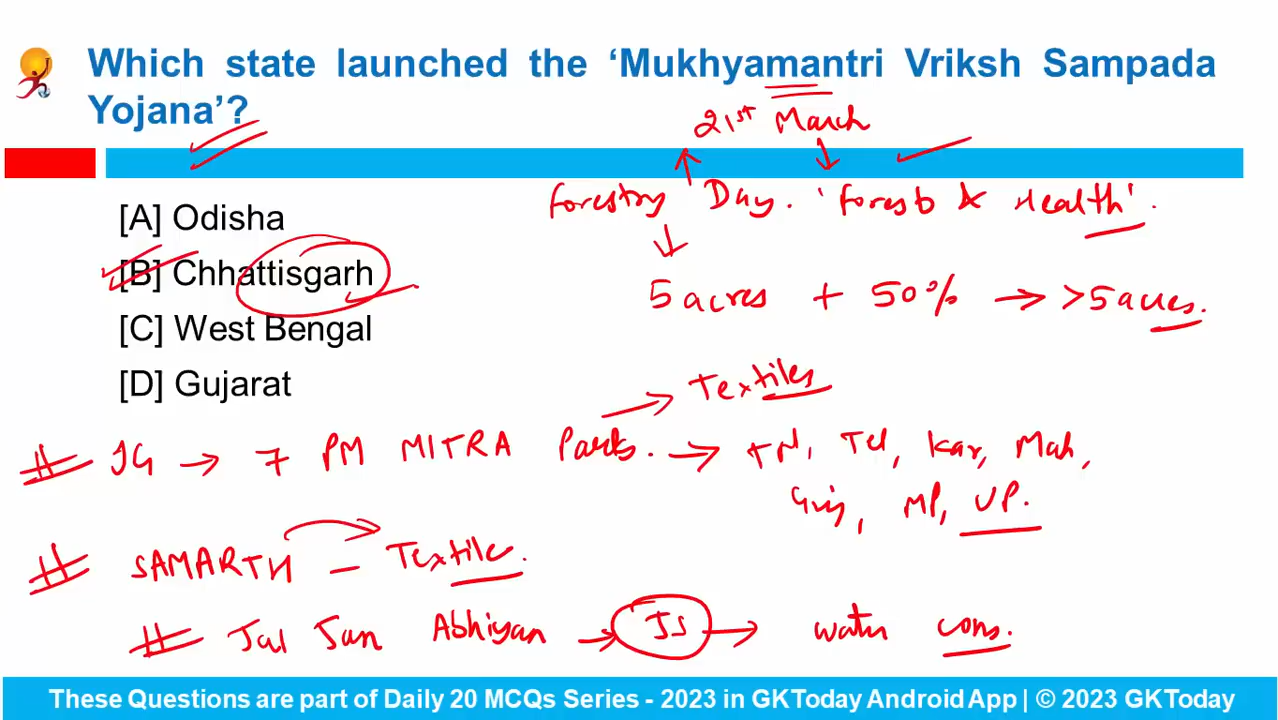 Which state launched the ‘Mukhyamantri Vriksh Sampada
Yojana’?
21st March
Forestry Day. 'Forest & Health'.
[A] Odisha
[B] Chhattisgarh
5 acres + 50% → >5 acres.
[C] West Bengal
[D] Gujarat
→ Textiles
# → 7 PM MITRA Parks. → TN, Tel, Kar, Mah,
Guj, MP, UP.
# SAMARTH – Textile.
# Jal Jan Abhiyan → JS → water cons.
These Questions are part of Daily 20 MCQs Series - 2023 in GKToday Android App | © 2023 GKToday